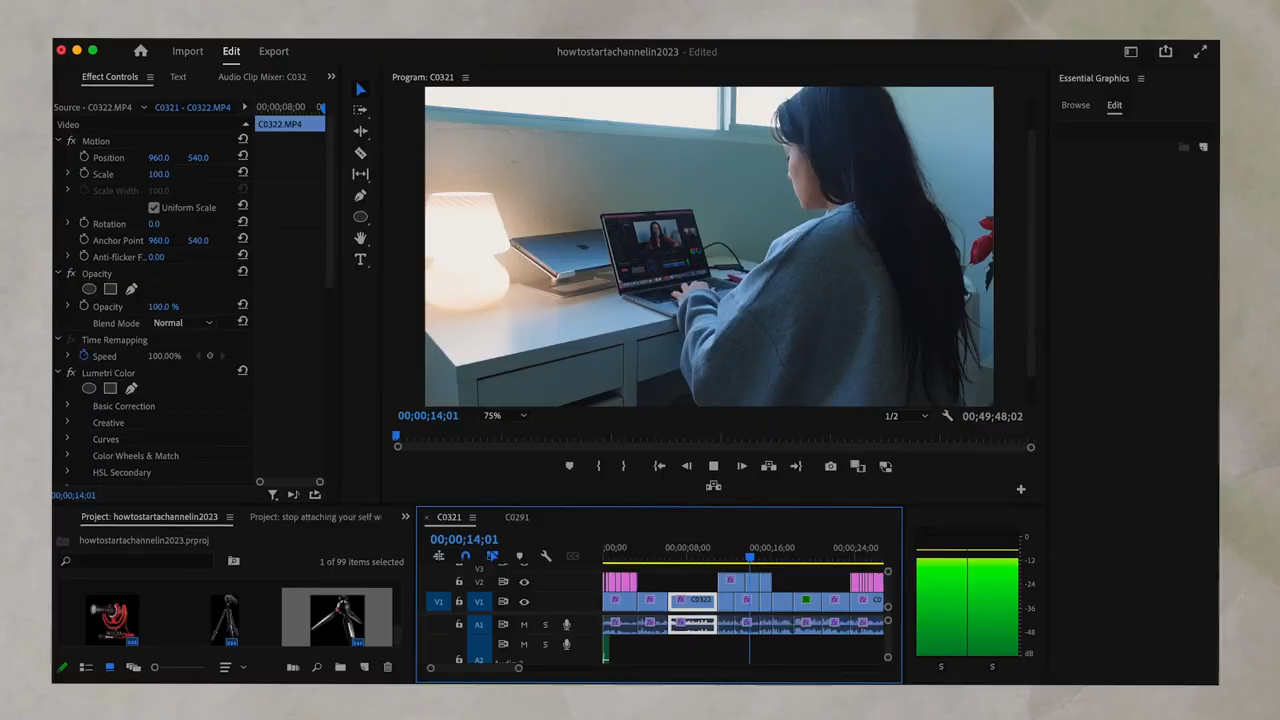 Import Edit Export
howtostartachannelin2023 - Edited
Effect Controls Text Audio Clip Mixer: C032
Program: C0321
Essential Graphics
Browse Edit
Source • C0322.MP4 C0321 • C0322.MP4 00;00;08;00 0
Video C0322.MP4
Motion
Position 960.0 540.0
Scale 100.0
Scale Width 100.0
Uniform Scale
Rotation 0.0
Anchor Point 960.0 540.0
Anti-flicker F... 0.00
Opacity
Opacity 100.0 %
Blend Mode Normal
Time Remapping
Speed 100.00%
Lumetri Color
Basic Correction
Creative
Curves
Color Wheels & Match
HSL Secondary
00;00;14;01
00;00;14;01 75% 1/2 00;49;48;02
Project: howtostartachannelin2023 Project: stop attaching your self w
howtostartachannelin2023.prproj
1 of 99 items selected
C0321 C0291
00;00;14;01
;00;00 00;00;08;00 00;00;16;00 00;00;24;00
V3
V2
V1 V1 C0322 C0
A1 M S
M S
A2
0
-12
-24
-36
-48
dB
S S